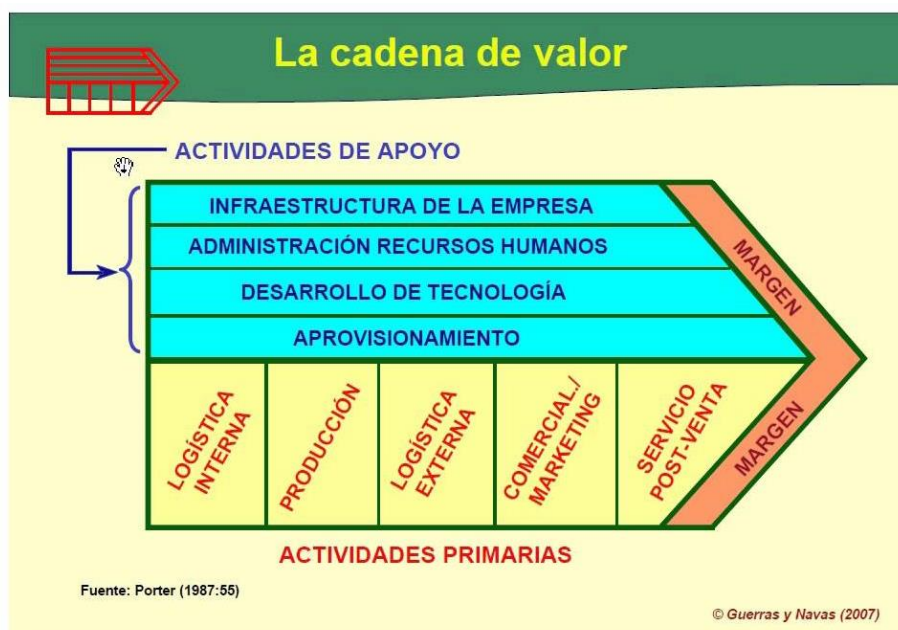 La cadena de valor
ACTIVIDADES DE APOYO
INFRAESTRUCTURA DE LA EMPRESA
ADMINISTRACIÓN RECURSOS HUMANOS
DESARROLLO DE TECNOLOGÍA
APROVISIONAMIENTO
MARGEN
LOGÍSTICA
INTERNA
PRODUCCIÓN
LOGÍSTICA
EXTERNA
COMERCIAL./
MARKETING
SERVICIO
POST-VENTA
MARGEN
ACTIVIDADES PRIMARIAS
Fuente: Porter (1987:55)
© Guerras y Navas (2007)